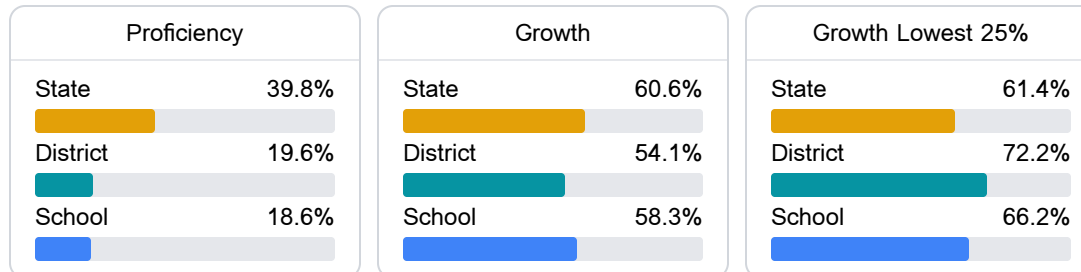 Proficiency
State 39.8%
District 19.6%
School 18.6%
Growth
State 60.6%
District 54.1%
School 58.3%
Growth Lowest 25%
State 61.4%
District 72.2%
School 66.2%